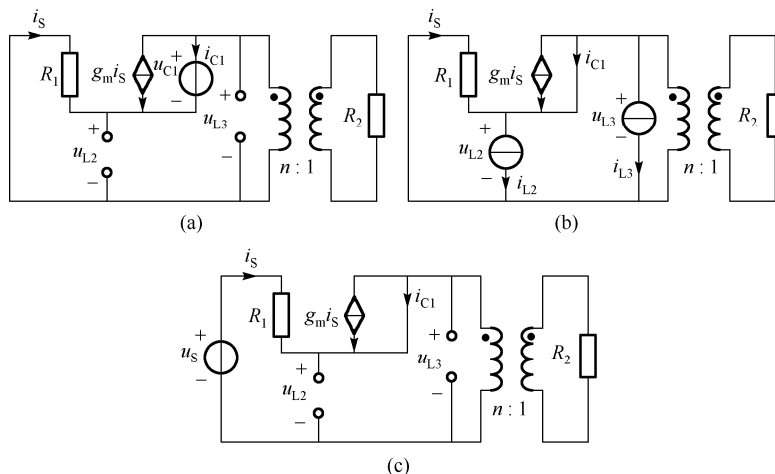 i_S
R_1
g_m i_S
+
u_C1
−
i_C1
+
u_L2
−
+
u_L3
−
n : 1
R_2
(a)
i_S
R_1
g_m i_S
i_C1
+
u_L2
−
i_L2
+
u_L3
−
i_L3
n : 1
R_2
(b)
i_S
+
u_S
−
R_1
g_m i_S
i_C1
+
u_L2
−
+
u_L3
−
n : 1
R_2
(c)